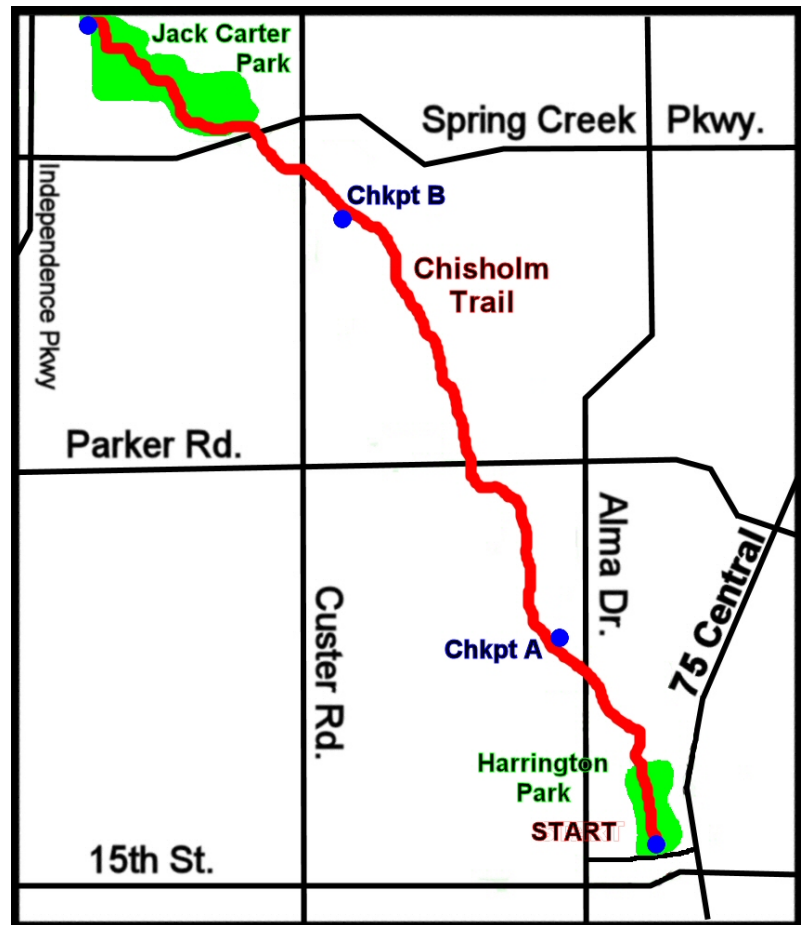 Jack Carter
Park
Spring Creek Pkwy.
Independence Pkwy
Chkpt B
Chisholm
Trail
Parker Rd.
Alma Dr.
75 Central
Custer Rd.
Chkpt A
Harrington
Park
START
15th St.